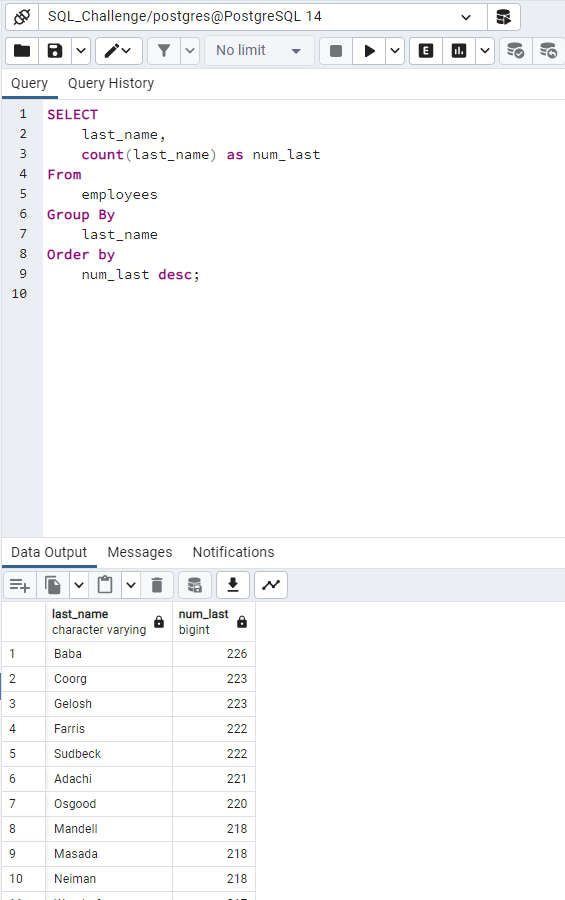 SQL_Challenge/postgres@PostgreSQL 14
No limit
E
Query Query History
1 SELECT
2 last_name,
3 count(last_name) as num_last
4 From
5 employees
6 Group By
7 last_name
8 Order by
9 num_last desc;
10
Data Output Messages Notifications
last_name num_last
character varying bigint
1 Baba 226
2 Coorg 223
3 Gelosh 223
4 Farris 222
5 Sudbeck 222
6 Adachi 221
7 Osgood 220
8 Mandell 218
9 Masada 218
10 Neiman 218